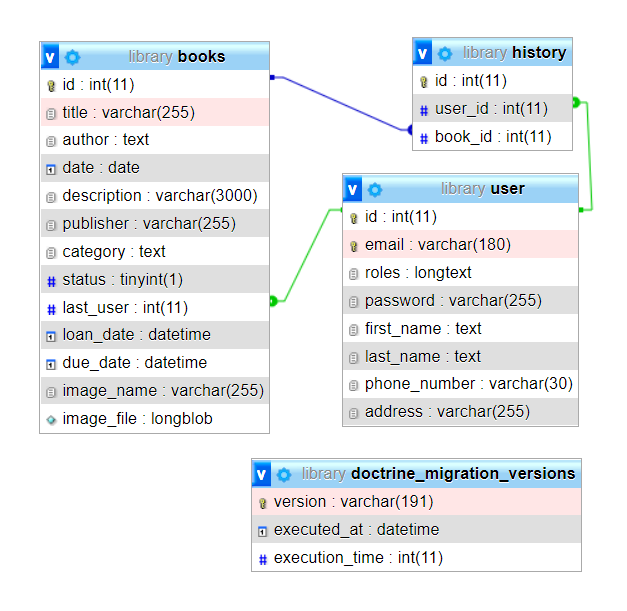 v library books
id : int(11)
title : varchar(255)
author : text
date : date
description : varchar(3000)
publisher : varchar(255)
category : text
# status : tinyint(1)
# last_user : int(11)
loan_date : datetime
due_date : datetime
image_name : varchar(255)
image_file : longblob
v library history
id : int(11)
# user_id : int(11)
# book_id : int(11)
v library user
id : int(11)
email : varchar(180)
roles : longtext
password : varchar(255)
first_name : text
last_name : text
phone_number : varchar(30)
address : varchar(255)
v library doctrine_migration_versions
version : varchar(191)
executed_at : datetime
# execution_time : int(11)